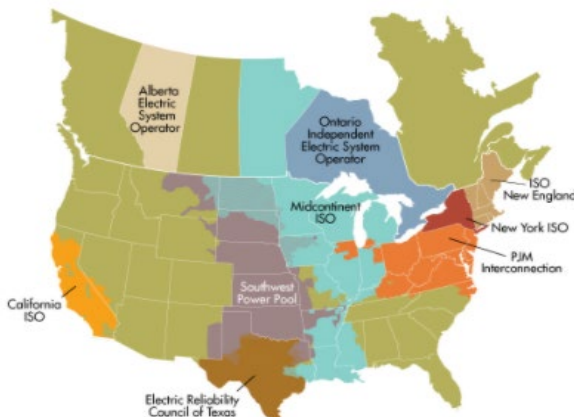 Alberta
Electric
System
Operator
Ontario
Independent
Electric System
Operator
ISO
New England
Midcontinent
ISO
New York ISO
PJM
Interconnection
Southwest
Power Pool
California
ISO
Electric Reliability
Council of Texas